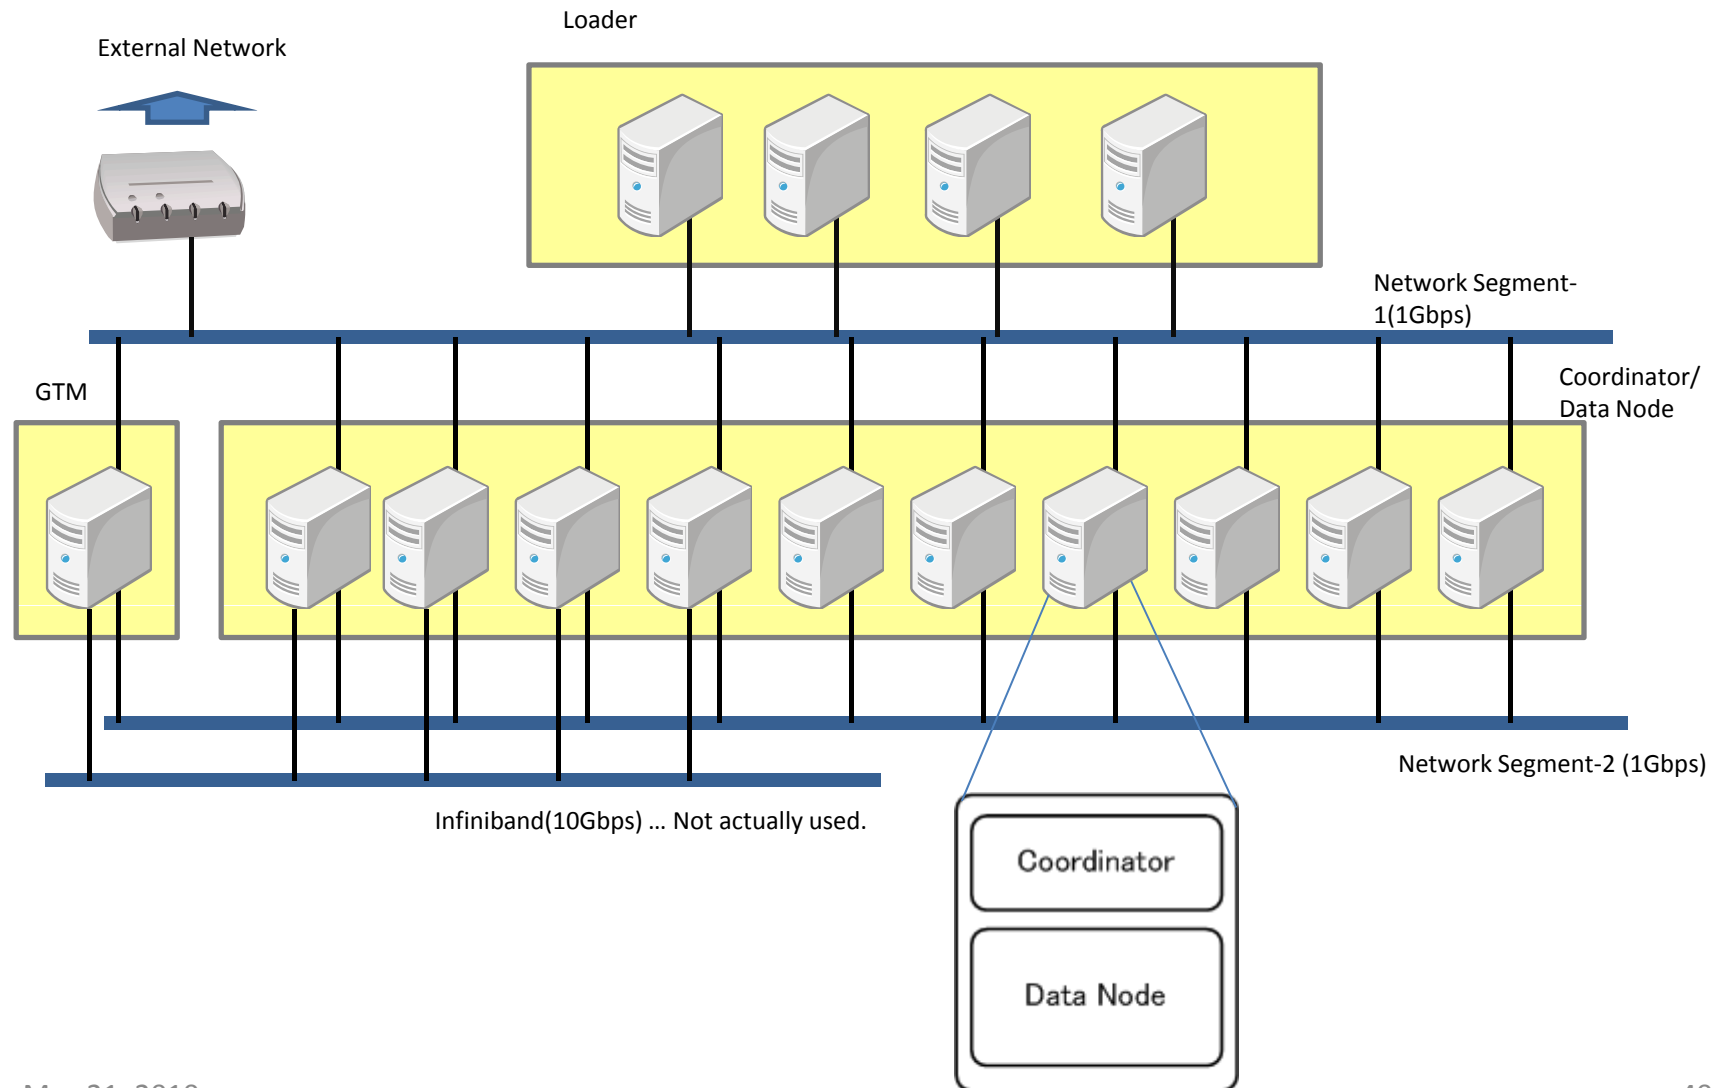 Loader
External Network
Network Segment-
1(1Gbps)
GTM
Coordinator/
Data Node
Network Segment-2 (1Gbps)
Infiniband(10Gbps) … Not actually used.
Coordinator
Data Node